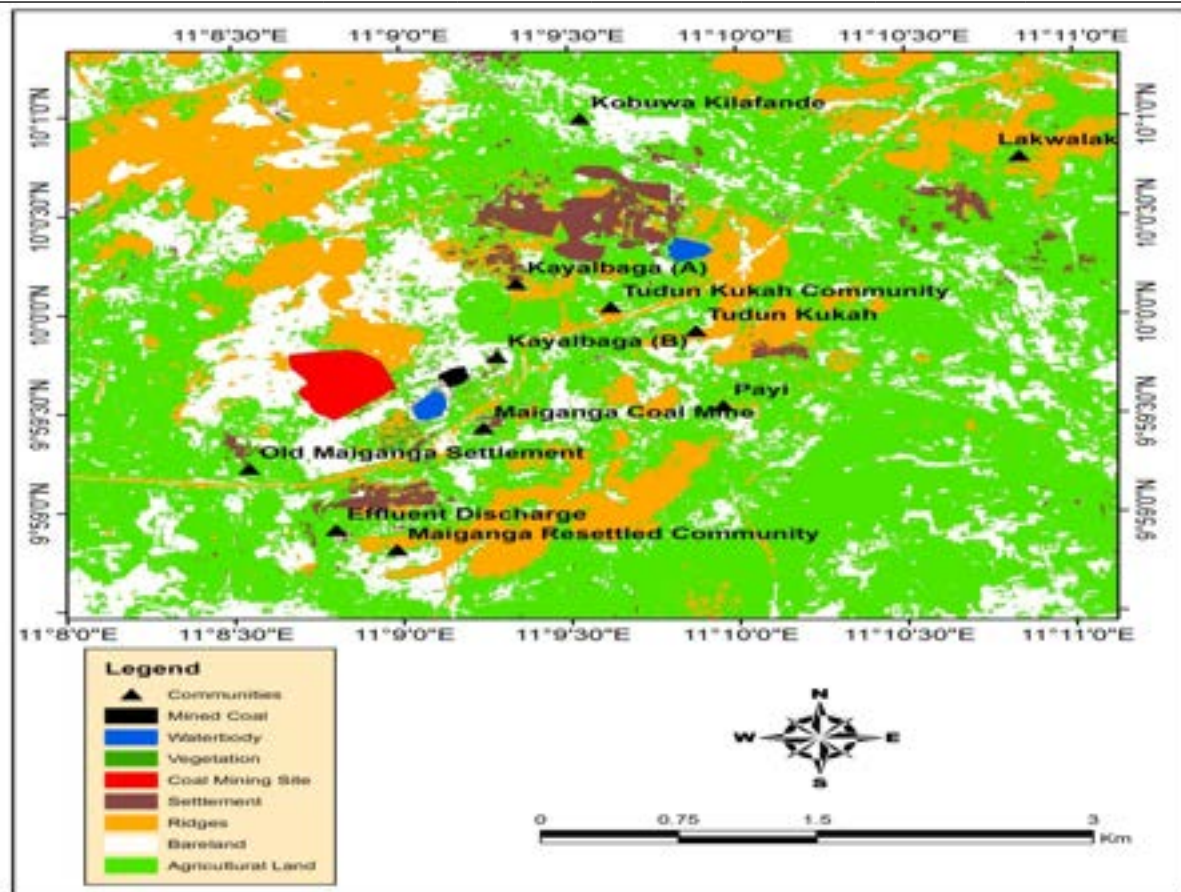 11°8'30"E 11°9'0"E 11°9'30"E 11°10'0"E 11°10'30"E 11°11'0"E
10°1'0"N
10°1'0"N
Kobuwa Kilafande
Lakwalak
10°0'30"N
10°0'30"N
Kayalbaga (A)
Tudun Kukah Community
10°0'0"N
10°0'0"N
Tudun Kukah
Kayalbaga (B)
Payi
9°59'30"N
9°59'30"N
Maiganga Coal Mine
Old Maiganga Settlement
9°59'0"N
9°59'0"N
Effluent Discharge
Maiganga Resettled Community
11°8'0"E 11°8'30"E 11°9'0"E 11°9'30"E 11°10'0"E 11°10'30"E 11°11'0"E
Legend
Communities
Mined Coal
Waterbody
Vegetation
Coal Mining Site
Settlement
Ridges
Bareland
Agricultural Land
N
W E
S
0 0.75 1.5 3
Km